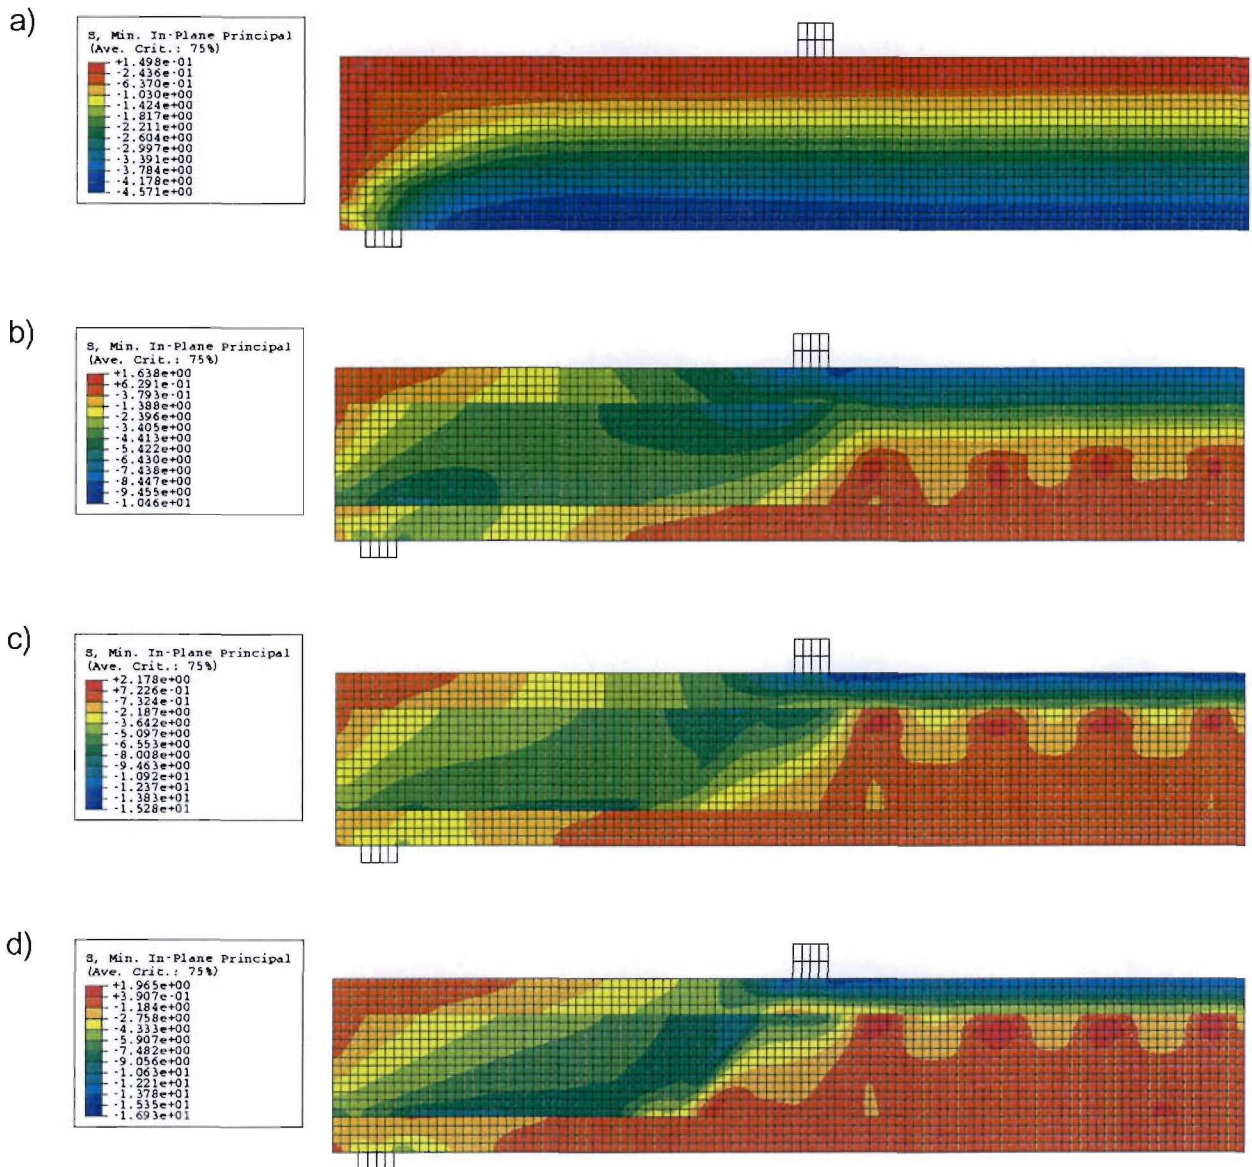 a)
S, Min. In-Plane Principal
(Ave. Crit.: 75%)
+1.498e-01
-2.436e-01
-6.370e-01
-1.030e+00
-1.424e+00
-1.817e+00
-2.211e+00
-2.604e+00
-2.997e+00
-3.391e+00
-3.784e+00
-4.178e+00
-4.571e+00
b)
S, Min. In-Plane Principal
(Ave. Crit.: 75%)
+1.638e+00
+6.291e-01
-3.793e-01
-1.388e+00
-2.396e+00
-3.405e+00
-4.413e+00
-5.422e+00
-6.430e+00
-7.438e+00
-8.447e+00
-9.455e+00
-1.046e+01
c)
S, Min. In-Plane Principal
(Ave. Crit.: 75%)
+2.178e+00
+7.226e-01
-7.324e-01
-2.187e+00
-3.642e+00
-5.097e+00
-6.553e+00
-8.008e+00
-9.463e+00
-1.092e+01
-1.237e+01
-1.383e+01
-1.528e+01
d)
S, Min. In-Plane Principal
(Ave. Crit.: 75%)
+1.965e+00
+3.907e-01
-1.184e+00
-2.758e+00
-4.333e+00
-5.907e+00
-7.482e+00
-9.056e+00
-1.063e+01
-1.221e+01
-1.378e+01
-1.535e+01
-1.693e+01